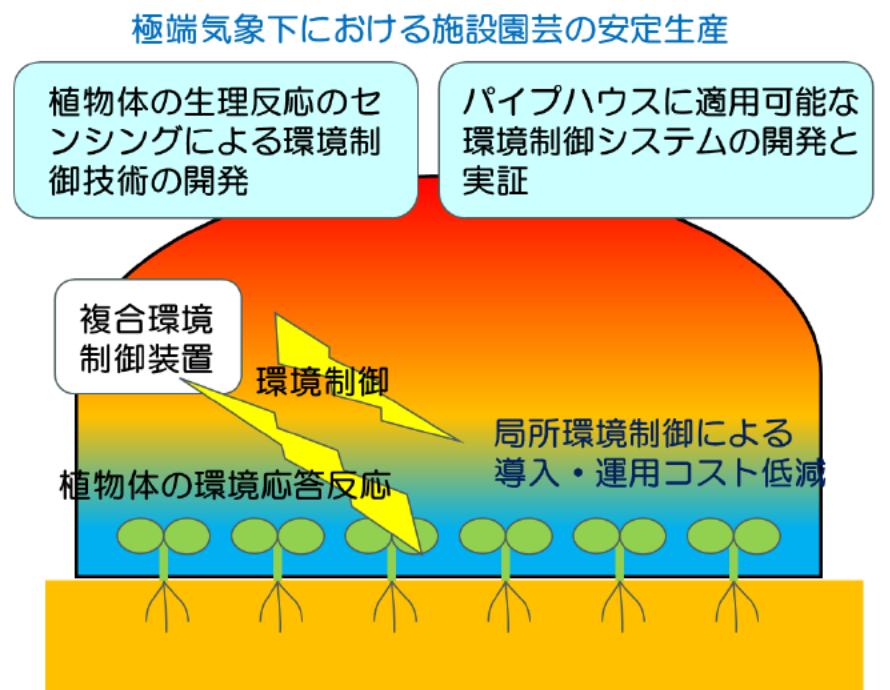 極端気象下における施設園芸の安定生産
植物体の生理反応のセ
ンシングによる環境制
御技術の開発
パイプハウスに適用可能な
環境制御システムの開発と
実証
複合環境
制御装置
環境制御
局所環境制御による
導入・運用コスト低減
植物体の環境応答反応